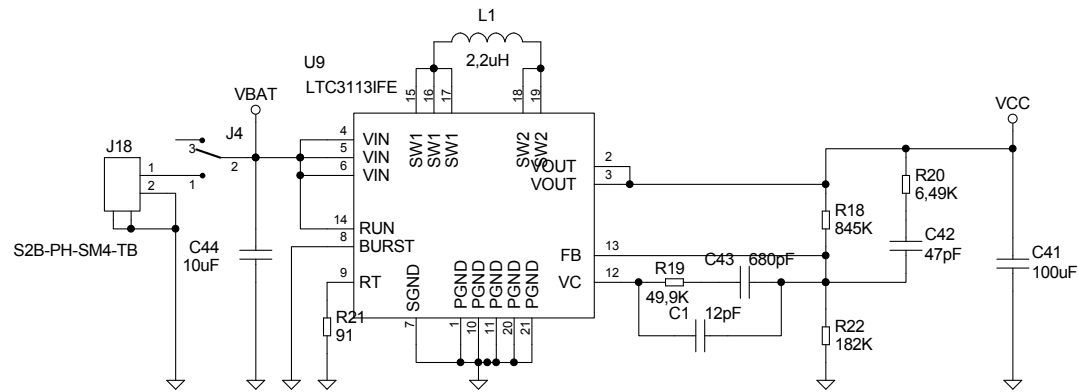 L1
2,2uH
U9
LTC3113IFE
15
16
17
18
19
VBAT
VCC
J4
J18
3
2
1
1
2
4
5
6
VIN
VIN
VIN
SW1
SW1
SW1
SW2
SW2
VOUT
VOUT
2
3
R20
6,49K
14
8
RUN
BURST
R18
845K
S2B-PH-SM4-TB
C44
10uF
C42
47pF
C41
100uF
FB
13
9
RT
VC
12
R19
49,9K
C43
680pF
C1
12pF
SGND
PGND
PGND
PGND
PGND
PGND
R21
91
7
1
10
11
20
21
R22
182K